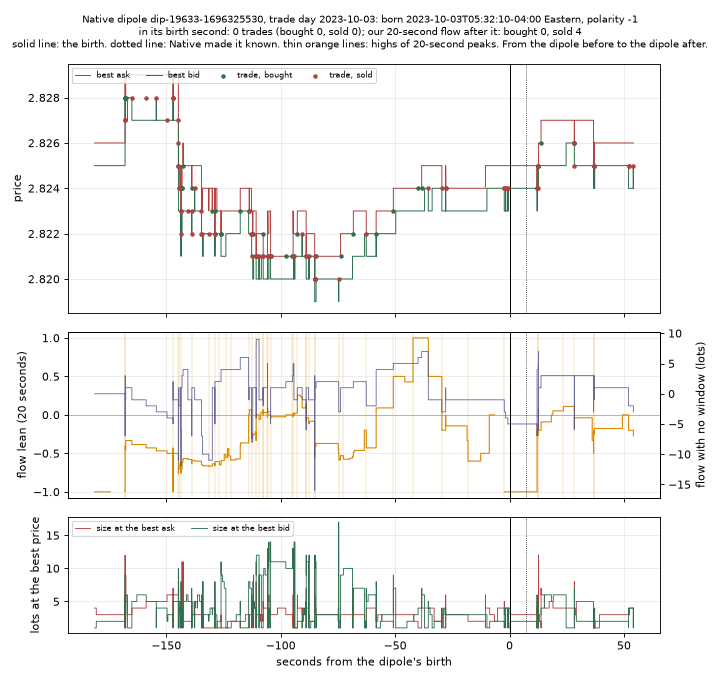 Native dipole dip-19633-1696325530, trade day 2023-10-03: born 2023-10-03T05:32:10-04:00 Eastern, polarity -1
in its birth second: 0 trades (bought 0, sold 0); our 20-second flow after it: bought 0, sold 4
solid line: the birth. dotted line: Native made it known. thin orange lines: highs of 20-second peaks. From the dipole before to the dipole after.
best ask
best bid
trade, bought
trade, sold
2.828
2.826
2.824
2.822
2.820
price
1.0
0.5
0.0
−0.5
−1.0
flow lean (20 seconds)
10
5
0
−5
−10
−15
flow with no window (lots)
size at the best ask
size at the best bid
15
10
5
lots at the best price
−150
−100
−50
0
50
seconds from the dipole's birth